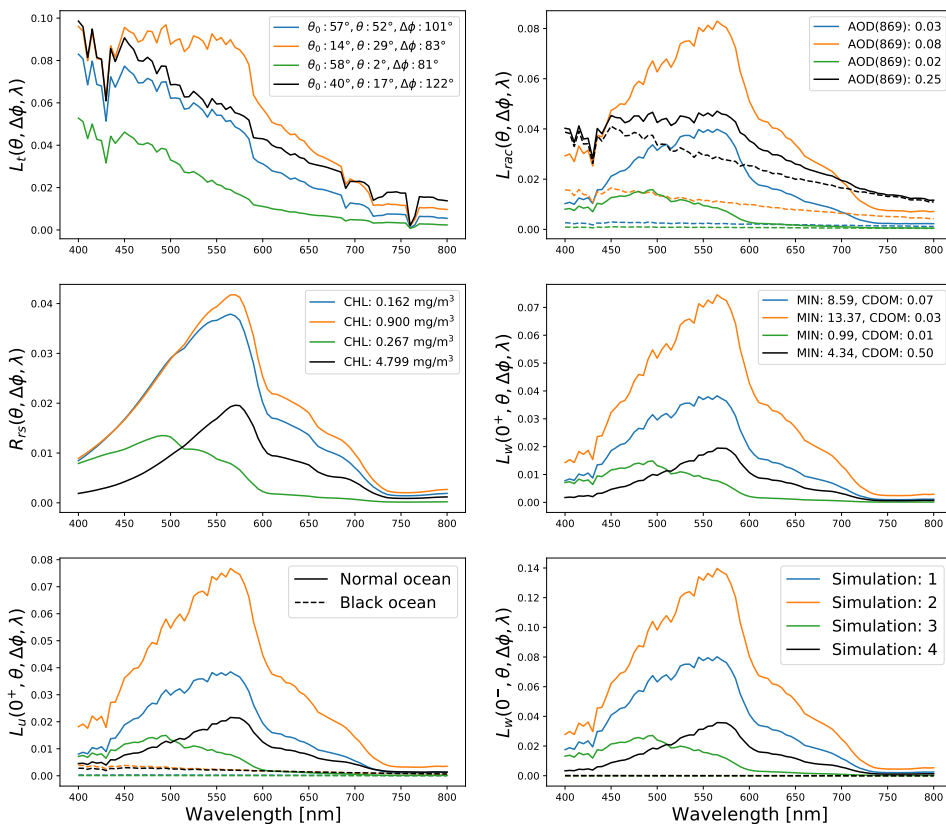 0.10
0.08
0.06
0.04
0.02
0.00
L_t(θ, Δϕ, λ)
θ₀ : 57°, θ : 52°, Δϕ : 101°
θ₀ : 14°, θ : 29°, Δϕ : 83°
θ₀ : 58°, θ : 2°, Δϕ : 81°
θ₀ : 40°, θ : 17°, Δϕ : 122°
400 450 500 550 600 650 700 750 800
0.08
0.06
0.04
0.02
0.00
L_rac(θ, Δϕ, λ)
AOD(869): 0.03
AOD(869): 0.08
AOD(869): 0.02
AOD(869): 0.25
400 450 500 550 600 650 700 750 800
0.04
0.03
0.02
0.01
0.00
R_rs(θ, Δϕ, λ)
CHL: 0.162 mg/m³
CHL: 0.900 mg/m³
CHL: 0.267 mg/m³
CHL: 4.799 mg/m³
400 450 500 550 600 650 700 750 800
0.07
0.06
0.05
0.04
0.03
0.02
0.01
0.00
L_w(0⁺, θ, Δϕ, λ)
MIN: 8.59, CDOM: 0.07
MIN: 13.37, CDOM: 0.03
MIN: 0.99, CDOM: 0.01
MIN: 4.34, CDOM: 0.50
400 450 500 550 600 650 700 750 800
0.08
0.07
0.06
0.05
0.04
0.03
0.02
0.01
0.00
L_u(0⁺, θ, Δϕ, λ)
Normal ocean
Black ocean
400 450 500 550 600 650 700 750 800
Wavelength [nm]
0.14
0.12
0.10
0.08
0.06
0.04
0.02
0.00
L_w(0⁻, θ, Δϕ, λ)
Simulation: 1
Simulation: 2
Simulation: 3
Simulation: 4
400 450 500 550 600 650 700 750 800
Wavelength [nm]